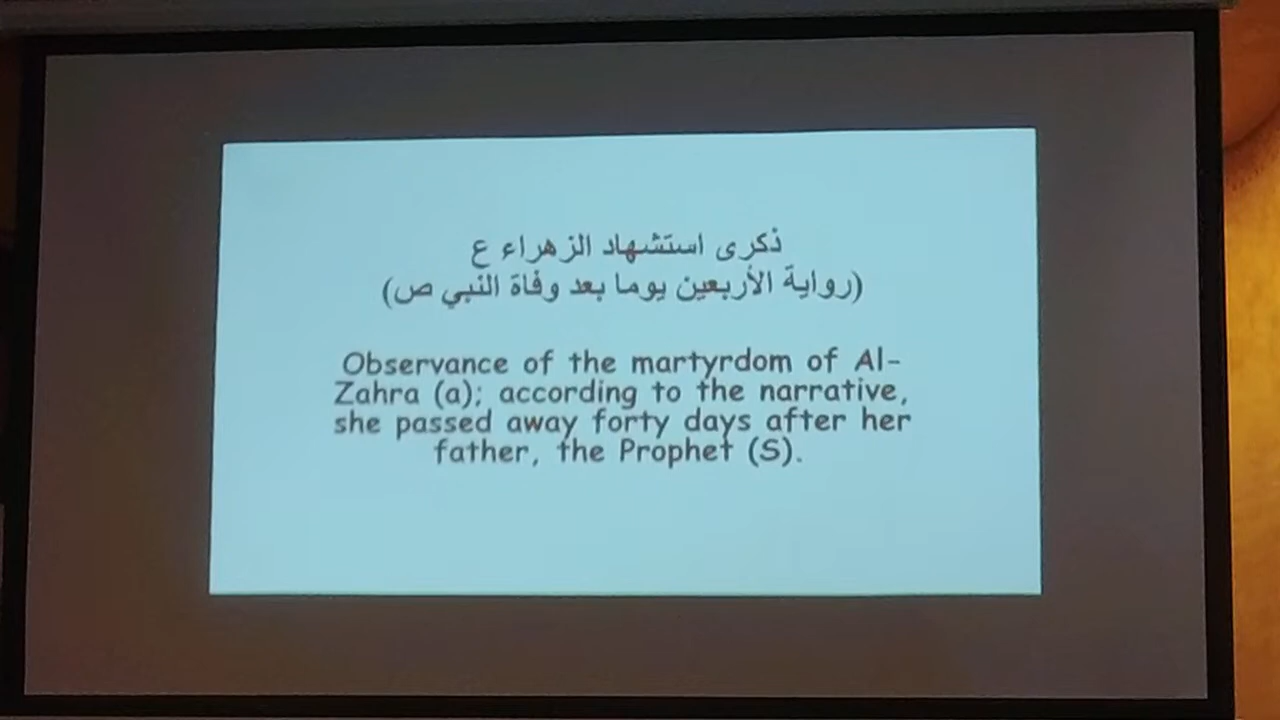 ذكرى استشهاد الزهراء ع
(رواية الأربعين يوما بعد وفاة النبي ص)
Observance of the martyrdom of Al-
Zahra (a); according to the narrative,
she passed away forty days after her
father, the Prophet (S).